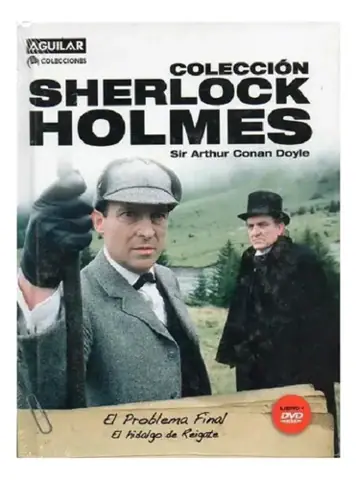 AGUILAR
COLECCIONES
COLECCIÓN
SHERLOCK
HOLMES
Sir Arthur Conan Doyle
El Problema Final
El hidalgo de Reigate
LIBRO +
DVD